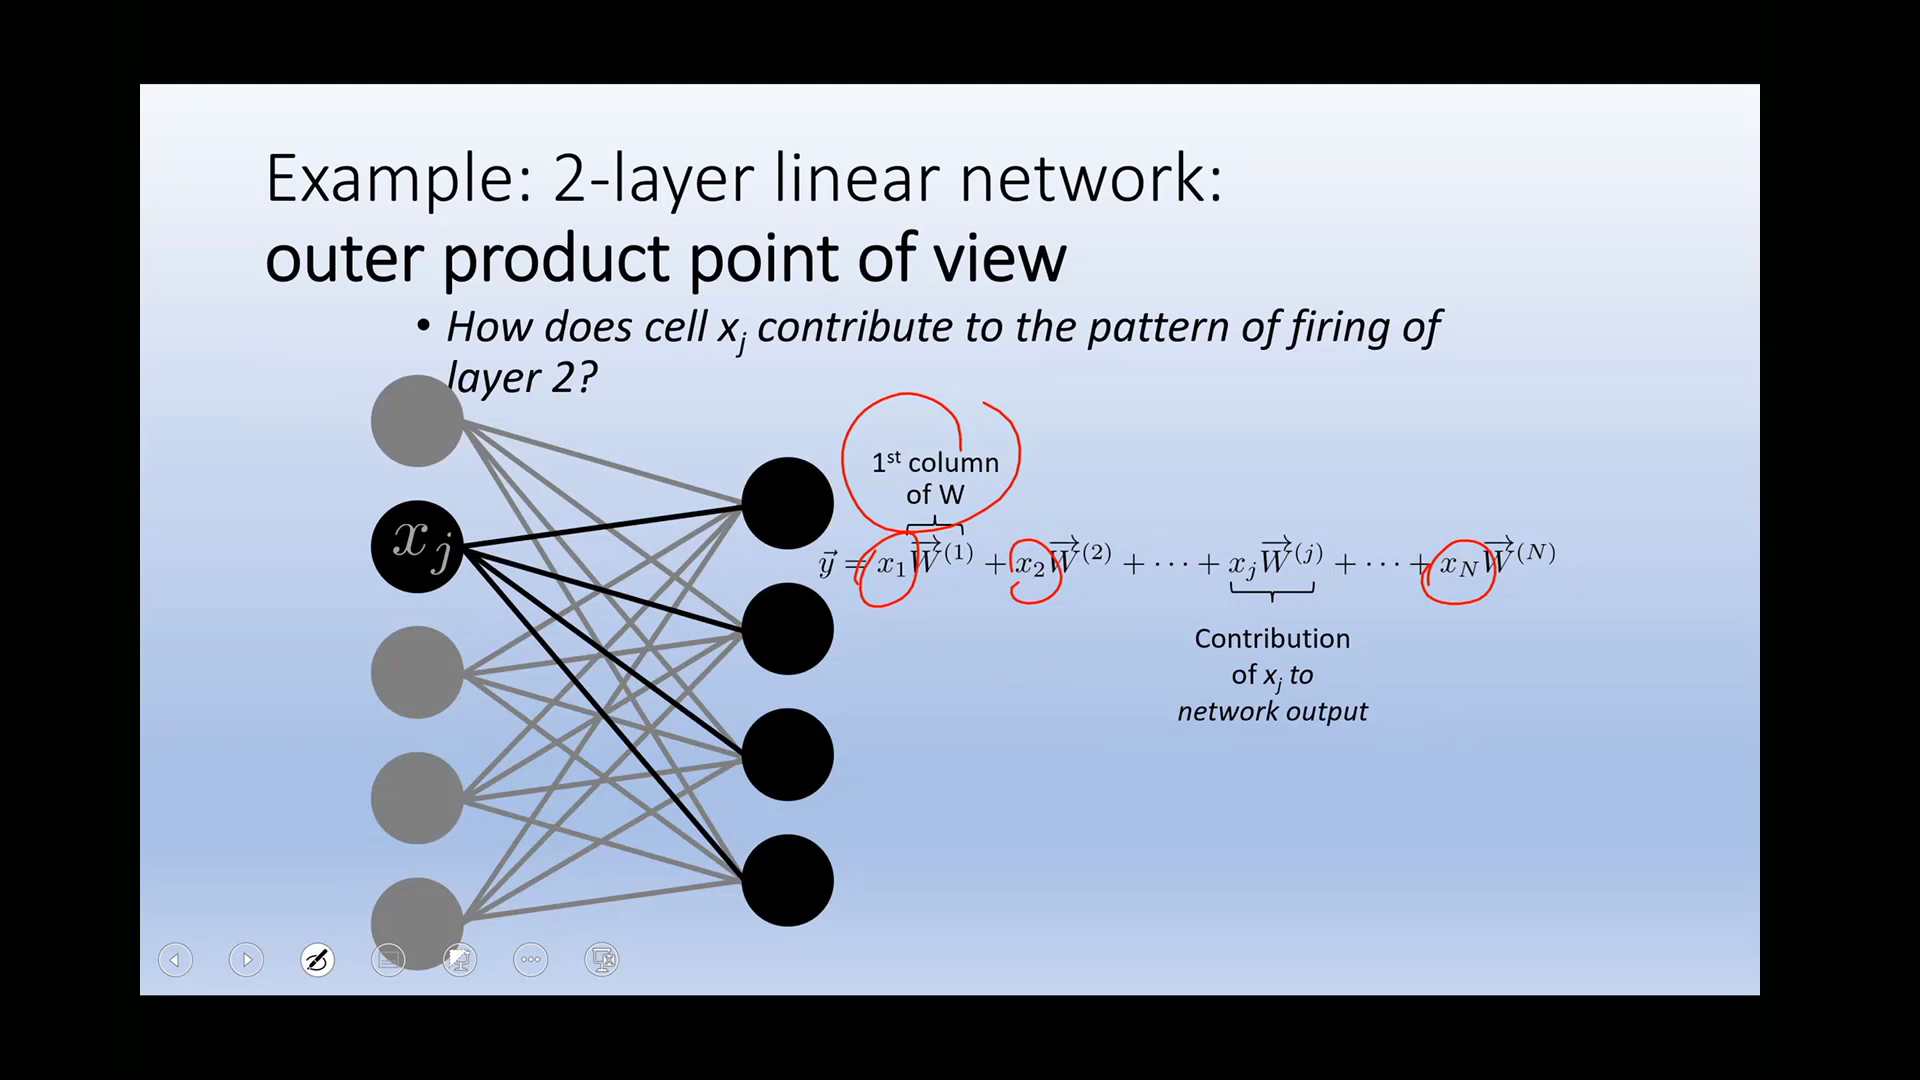 Example: 2-layer linear network:
outer product point of view
• How does cell xⱼ contribute to the pattern of firing of
layer 2?
xⱼ
1st column
of W
y⃗ = x₁W⃗⁽¹⁾ + x₂W⃗⁽²⁾ + ··· + xⱼW⃗⁽ʲ⁾ + ··· + x_N W⃗⁽ᴺ⁾
Contribution
of xⱼ to
network output